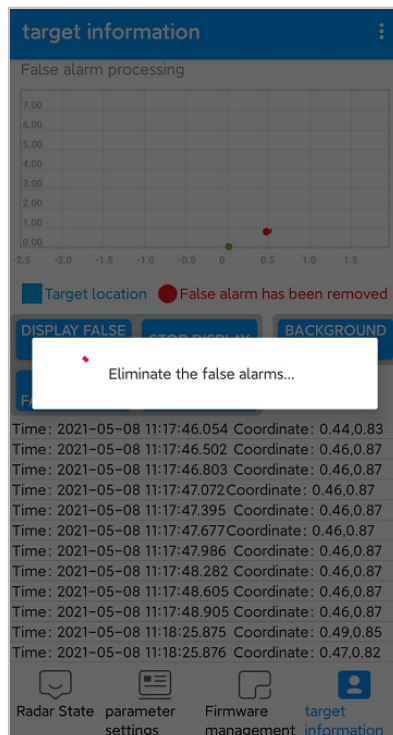 target information
False alarm processing
7.00
6.00
5.00
4.00
3.00
2.00
1.00
0.00
-2.5 -2.0 -1.5 -1.0 -0.5 0 0.5 1.0 1.5
Target location False alarm has been removed
DISPLAY FALSE STOP DISPLAY BACKGROUND
Eliminate the false alarms...
Time: 2021-05-08 11:17:46.054 Coordinate: 0.44,0.83
Time: 2021-05-08 11:17:46.502 Coordinate: 0.46,0.87
Time: 2021-05-08 11:17:46.803 Coordinate: 0.46,0.87
Time: 2021-05-08 11:17:47.072Coordinate: 0.46,0.87
Time: 2021-05-08 11:17:47.395 Coordinate: 0.46,0.87
Time: 2021-05-08 11:17:47.677Coordinate: 0.46,0.87
Time: 2021-05-08 11:17:47.986 Coordinate: 0.46,0.87
Time: 2021-05-08 11:17:48.282 Coordinate: 0.46,0.87
Time: 2021-05-08 11:17:48.605 Coordinate: 0.46,0.87
Time: 2021-05-08 11:17:48.905 Coordinate: 0.46,0.87
Time: 2021-05-08 11:18:25.875 Coordinate: 0.49,0.85
Time: 2021-05-08 11:18:25.876 Coordinate: 0.47,0.82
Radar State parameter Firmware target
settings management information